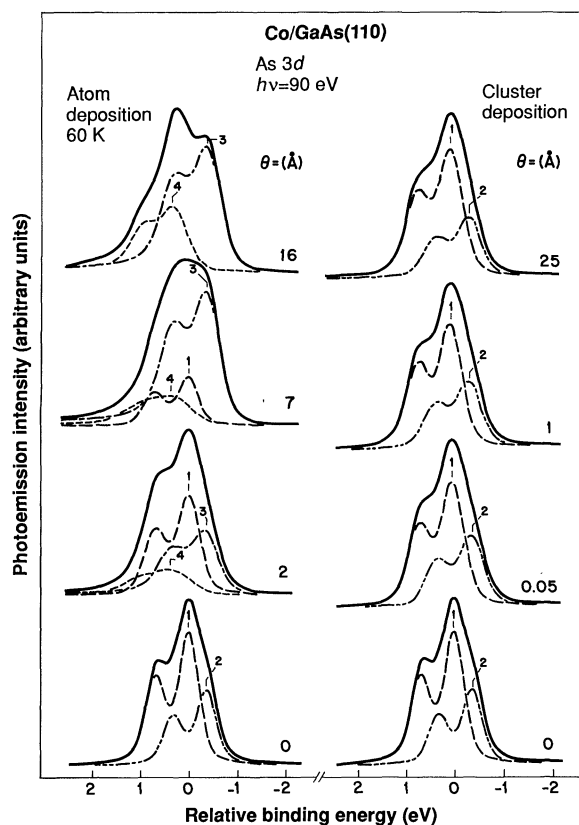 Co/GaAs(110)
As 3d
hν=90 eV
Atom
deposition
60 K
θ=(Å)
Cluster
deposition
θ=(Å)
3
4
16
1
2
25
3
1
4
7
1
2
1
1
3
4
2
1
2
0.05
1
2
0
1
2
0
2 1 0 -1 -2 2 1 0 -1 -2
Relative binding energy (eV)
Photoemission intensity (arbitrary units)